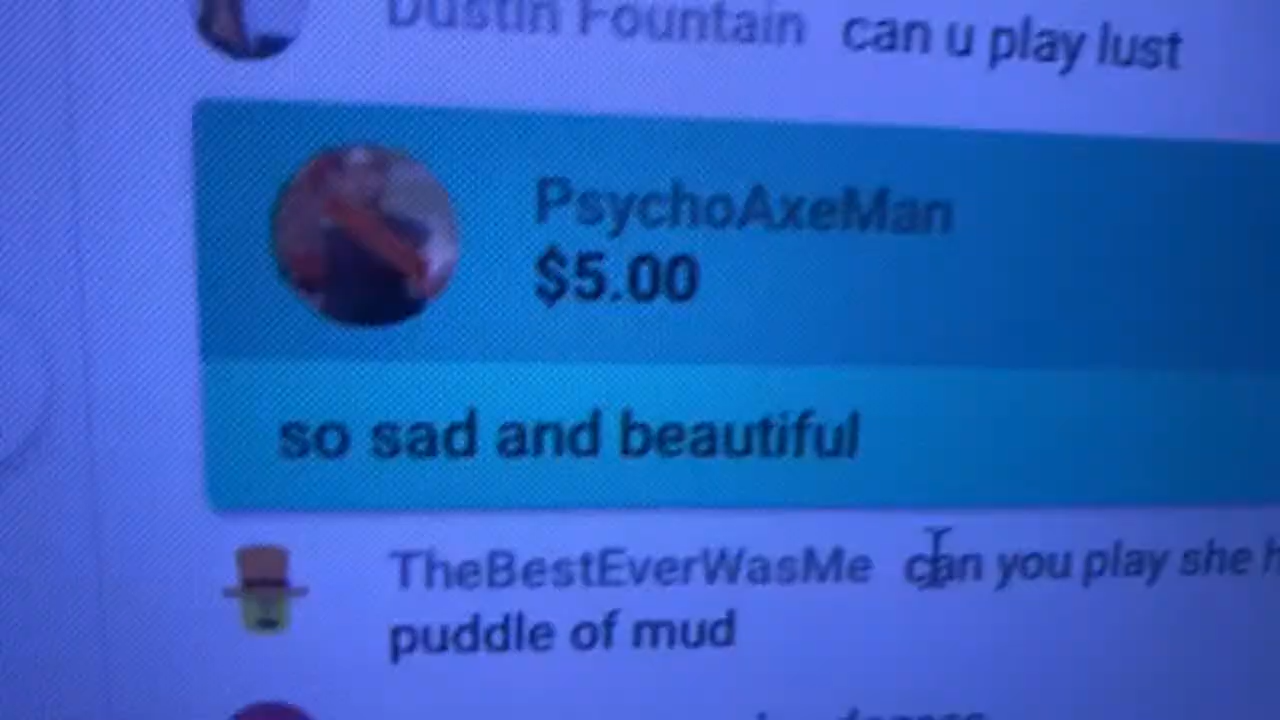 Dustin Fountain can u play lust
PsychoAxeMan
$5.00
so sad and beautiful
TheBestEverWasMe can you play she
puddle of mud